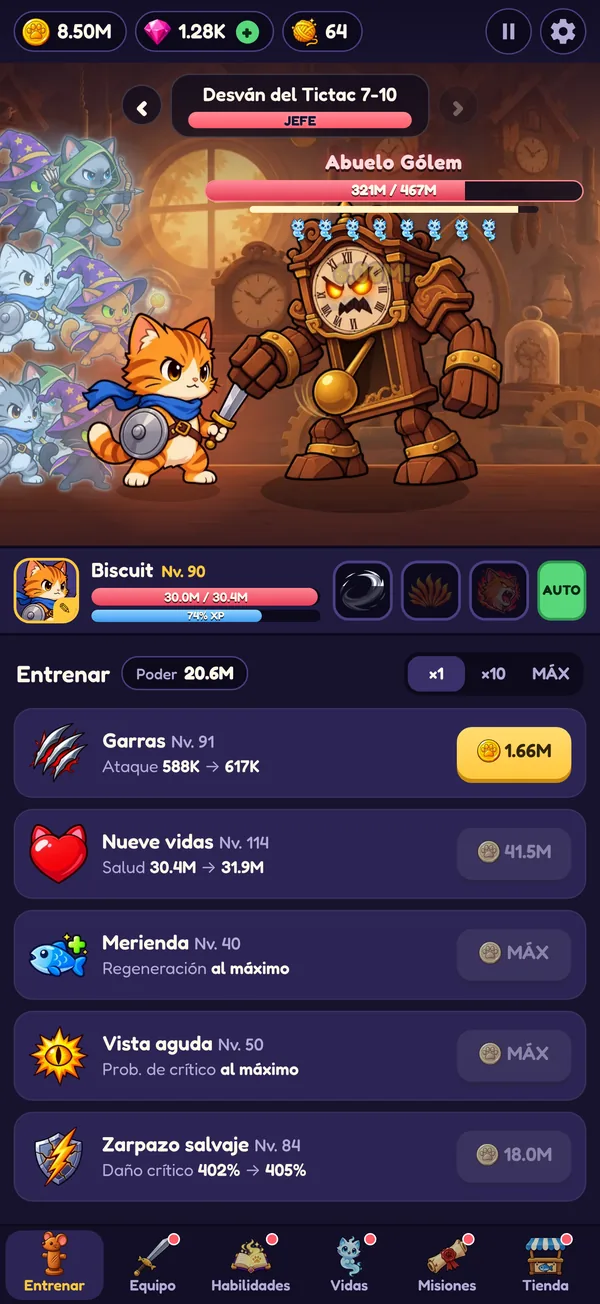 8.50M
1.28K
64
Desván del Tictac 7-10
JEFE
Abuelo Gólem
321M / 467M
Biscuit Nv. 90
30.0M / 30.4M
74% XP
AUTO
Entrenar
Poder 20.6M
x1
x10
MÁX
Garras Nv. 91
Ataque 588K → 617K
1.66M
Nueve vidas Nv. 114
Salud 30.4M → 31.9M
41.5M
Merienda Nv. 40
Regeneración al máximo
MÁX
Vista aguda Nv. 50
Prob. de crítico al máximo
MÁX
Zarpazo salvaje Nv. 84
Daño crítico 402% → 405%
18.0M
Entrenar
Equipo
Habilidades
Vidas
Misiones
Tienda